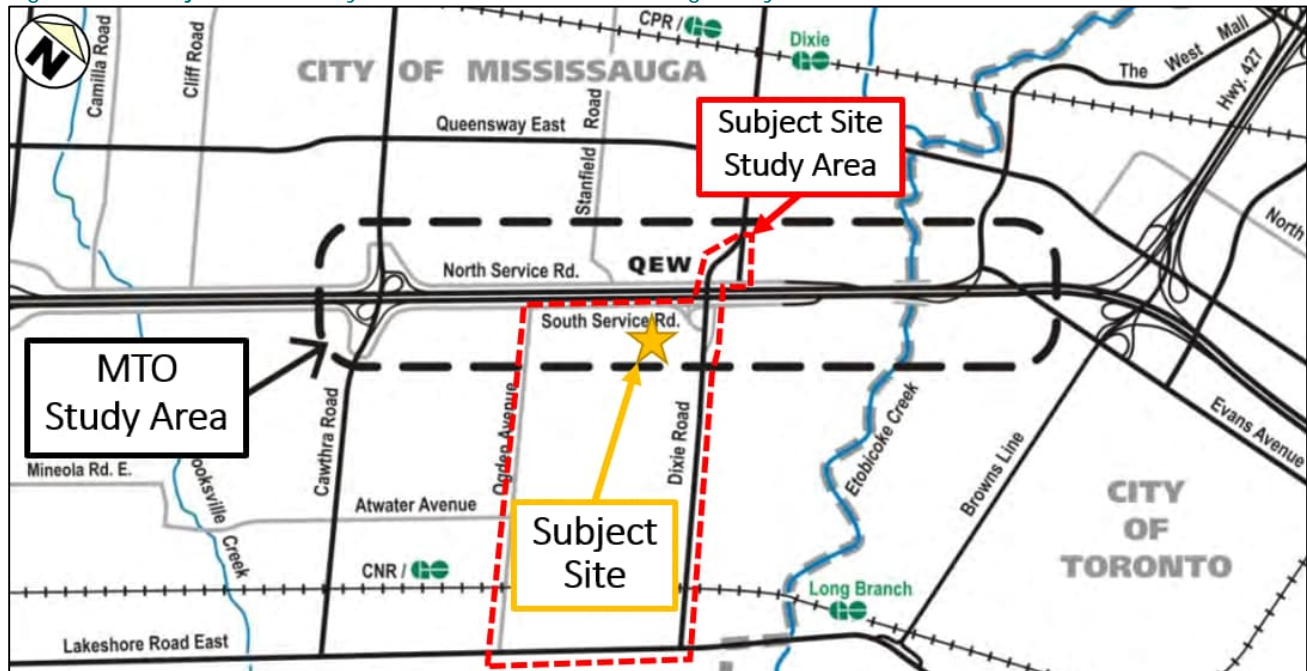 N
Camilla Road
Cliff Road
CITY OF MISSISSAUGA
CPR / GO
Dixie
GO
The West Mall
Hwy. 427
Queensway East
Stanfield Road
Subject Site
Study Area
North
North Service Rd.
QEW
South Service Rd.
MTO
Study Area
Cawthra Road
Ogden Avenue
Dixie Road
Etobicoke Creek
Browns Line
Evans Avenue
Mineola Rd. E.
Creek
Atwater Avenue
Subject
Site
CITY
OF
TORONTO
CNR / GO
Long Branch
GO
Lakeshore Road East